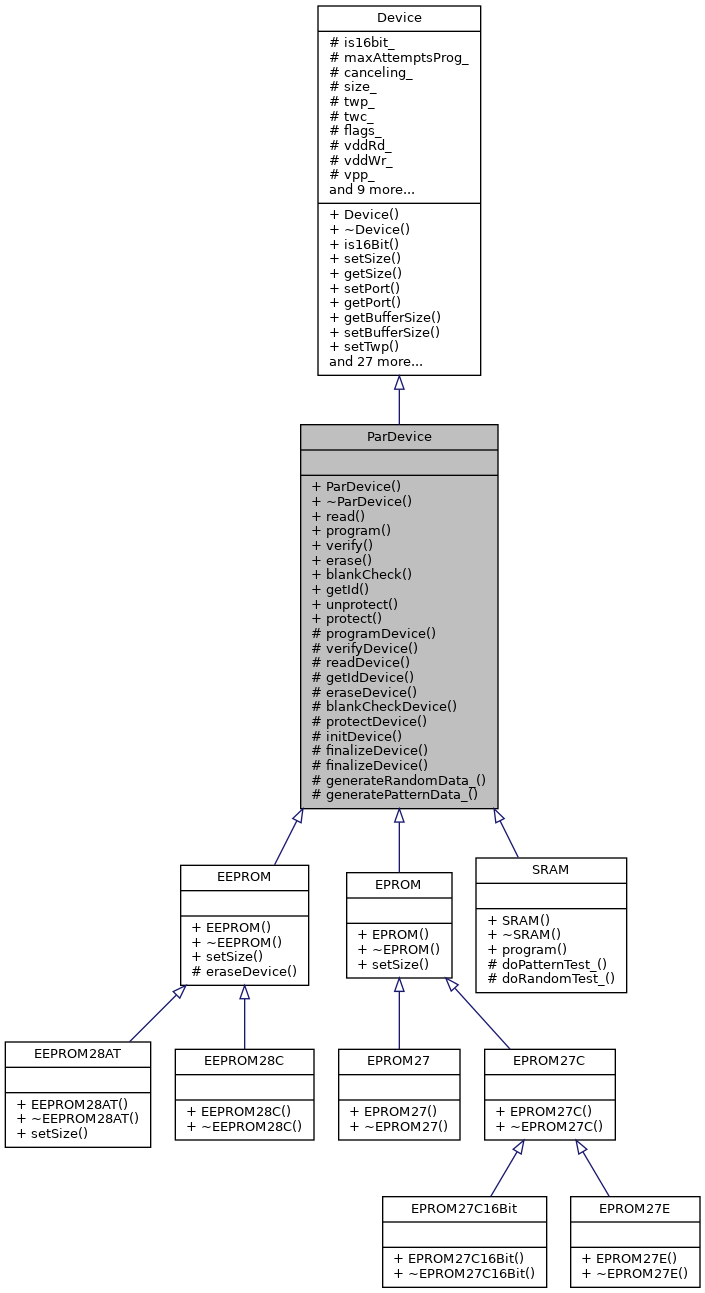 Device
# is16bit_
# maxAttemptsProg_
# canceling_
# size_
# twp_
# twc_
# flags_
# vddRd_
# vddWr_
# vpp_
and 9 more...
+ Device()
+ ~Device()
+ is16Bit()
+ setSize()
+ getSize()
+ setPort()
+ getPort()
+ getBufferSize()
+ setBufferSize()
+ setTwp()
and 27 more...
ParDevice
+ ParDevice()
+ ~ParDevice()
+ read()
+ program()
+ verify()
+ erase()
+ blankCheck()
+ getId()
+ unprotect()
+ protect()
# programDevice()
# verifyDevice()
# readDevice()
# getIdDevice()
# eraseDevice()
# blankCheckDevice()
# protectDevice()
# initDevice()
# finalizeDevice()
# finalizeDevice()
# generateRandomData_()
# generatePatternData_()
EEPROM
+ EEPROM()
+ ~EEPROM()
+ setSize()
# eraseDevice()
EPROM
+ EPROM()
+ ~EPROM()
+ setSize()
SRAM
+ SRAM()
+ ~SRAM()
+ program()
# doPatternTest_()
# doRandomTest_()
EEPROM28AT
+ EEPROM28AT()
+ ~EEPROM28AT()
+ setSize()
EEPROM28C
+ EEPROM28C()
+ ~EEPROM28C()
EPROM27
+ EPROM27()
+ ~EPROM27()
EPROM27C
+ EPROM27C()
+ ~EPROM27C()
EPROM27C16Bit
+ EPROM27C16Bit()
+ ~EPROM27C16Bit()
EPROM27E
+ EPROM27E()
+ ~EPROM27E()